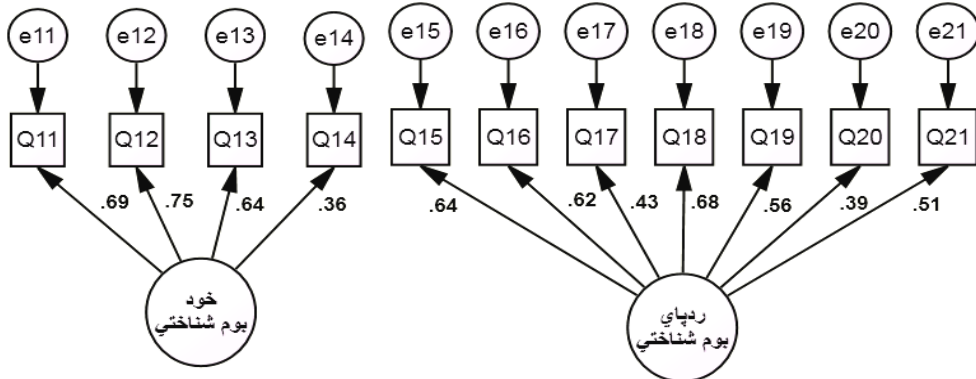 e11 e12 e13 e14 e15 e16 e17 e18 e19 e20 e21
Q11 Q12 Q13 Q14 Q15 Q16 Q17 Q18 Q19 Q20 Q21
.69 .75 .64 .36 .64 .62 .43 .68 .56 .39 .51
خود
بوم شناختي
ردپاي
بوم شناختي